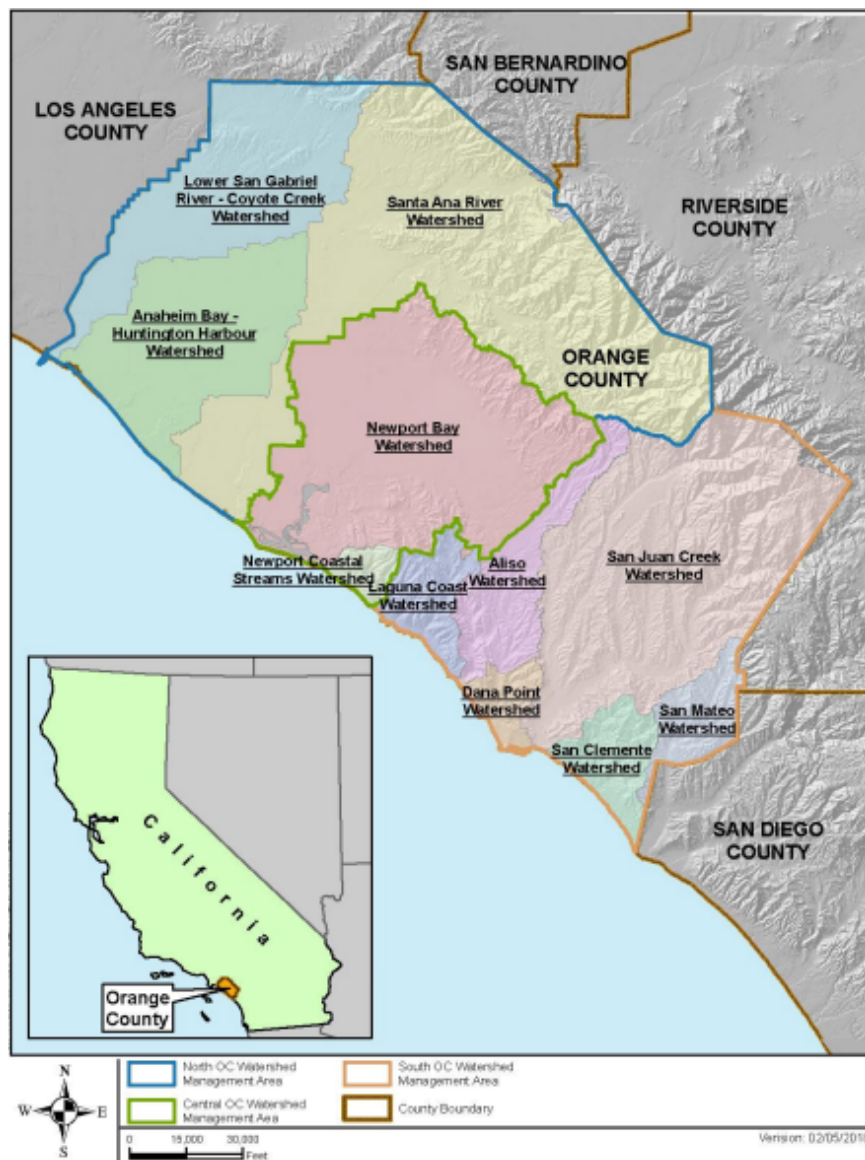 SAN BERNARDINO
COUNTY
LOS ANGELES
COUNTY
Lower San Gabriel
River - Coyote Creek
Watershed
Santa Ana River
Watershed
RIVERSIDE
COUNTY
Anaheim Bay -
Huntington Harbour
Watershed
ORANGE
COUNTY
Newport Bay
Watershed
Newport Coastal
Streams Watershed
Laguna Coast
Watershed
Aliso
Watershed
San Juan Creek
Watershed
Dana Point
Watershed
San Mateo
Watershed
San Clemente
Watershed
SAN DIEGO
COUNTY
California
Orange
County
N
W
E
S
North OC Watershed
Management Area
South OC Watershed
Management Area
Central OC Watershed
Management Aea
County Boundary
0 15,000 30,000
Feet